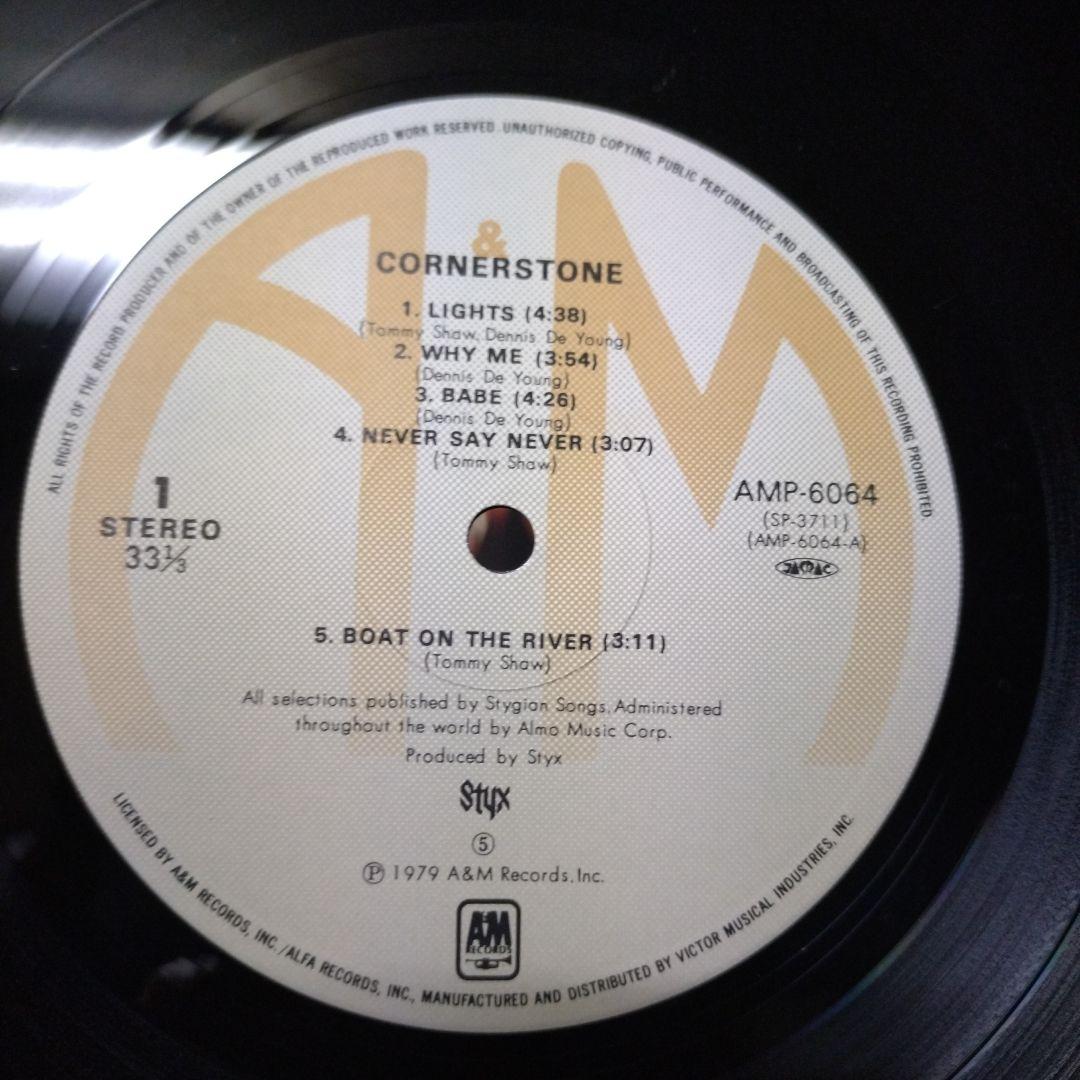 ALL RIGHTS OF THE RECORD PRODUCER AND OF THE OWNER OF THE REPRODUCED WORK RESERVED. UNAUTHORIZED COPYING, PUBLIC PERFORMANCE AND BROADCASTING OF THIS RECORDING PROHIBITED
A&M
CORNERSTONE
1. LIGHTS (4:38)
(Tommy Shaw, Dennis De Young)
2. WHY ME (3:54)
(Dennis De Young)
3. BABE (4:26)
(Dennis De Young)
4. NEVER SAY NEVER (3:07)
(Tommy Shaw)
1
STEREO
33⅓
AMP-6064
(SP-3711)
(AMP-6064-A)
JASRAC
5. BOAT ON THE RIVER (3:11)
(Tommy Shaw)
All selections published by Stygian Songs. Administered
throughout the world by Almo Music Corp.
Produced by Styx
Styx
⑤
Ⓟ 1979 A&M Records, Inc.
A&M
RECORDS
LICENSED BY A&M RECORDS, INC./ALFA RECORDS, INC., MANUFACTURED AND DISTRIBUTED BY VICTOR MUSICAL INDUSTRIES, INC.